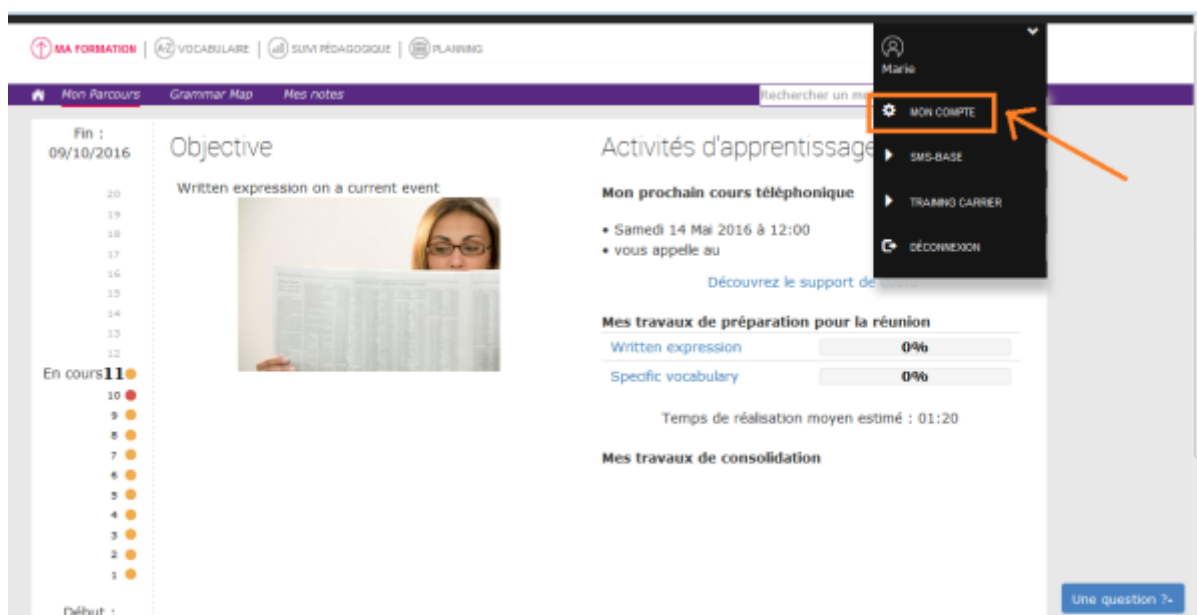 MA FORMATION | A-Z VOCABULAIRE | SUIVI PÉDAGOGIQUE | PLANNING
Marie
Mon Parcours Grammar Map Mes notes
Rechercher un
MON COMPTE
SMS-BASE
TRAINING CARRIER
DÉCONNEXION
Fin :
09/10/2016
20
19
18
17
16
15
14
13
12
En cours 11
10
9
8
7
6
5
4
3
2
1
Début :
Objective
Written expression on a current event
Activités d'apprentissage
Mon prochain cours téléphonique
• Samedi 14 Mai 2016 à 12:00
• vous appelle au
Découvrez le support de
Mes travaux de préparation pour la réunion
Written expression 0%
Specific vocabulary 0%
Temps de réalisation moyen estimé : 01:20
Mes travaux de consolidation
Une question ?